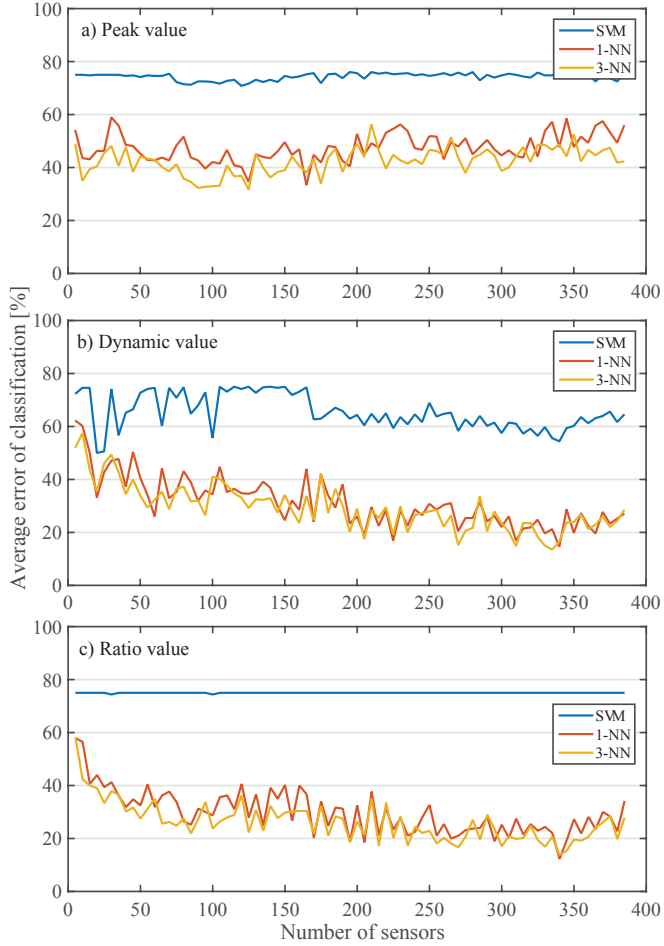 100
a) Peak value
SVM
1-NN
3-NN
80
60
40
20
0
0 50 100 150 200 250 300 350 400
100
b) Dynamic value
SVM
1-NN
3-NN
80
60
40
20
0
0 50 100 150 200 250 300 350 400
Average error of classification [%]
100
c) Ratio value
80
SVM
1-NN
3-NN
60
40
20
0
0 50 100 150 200 250 300 350 400
Number of sensors